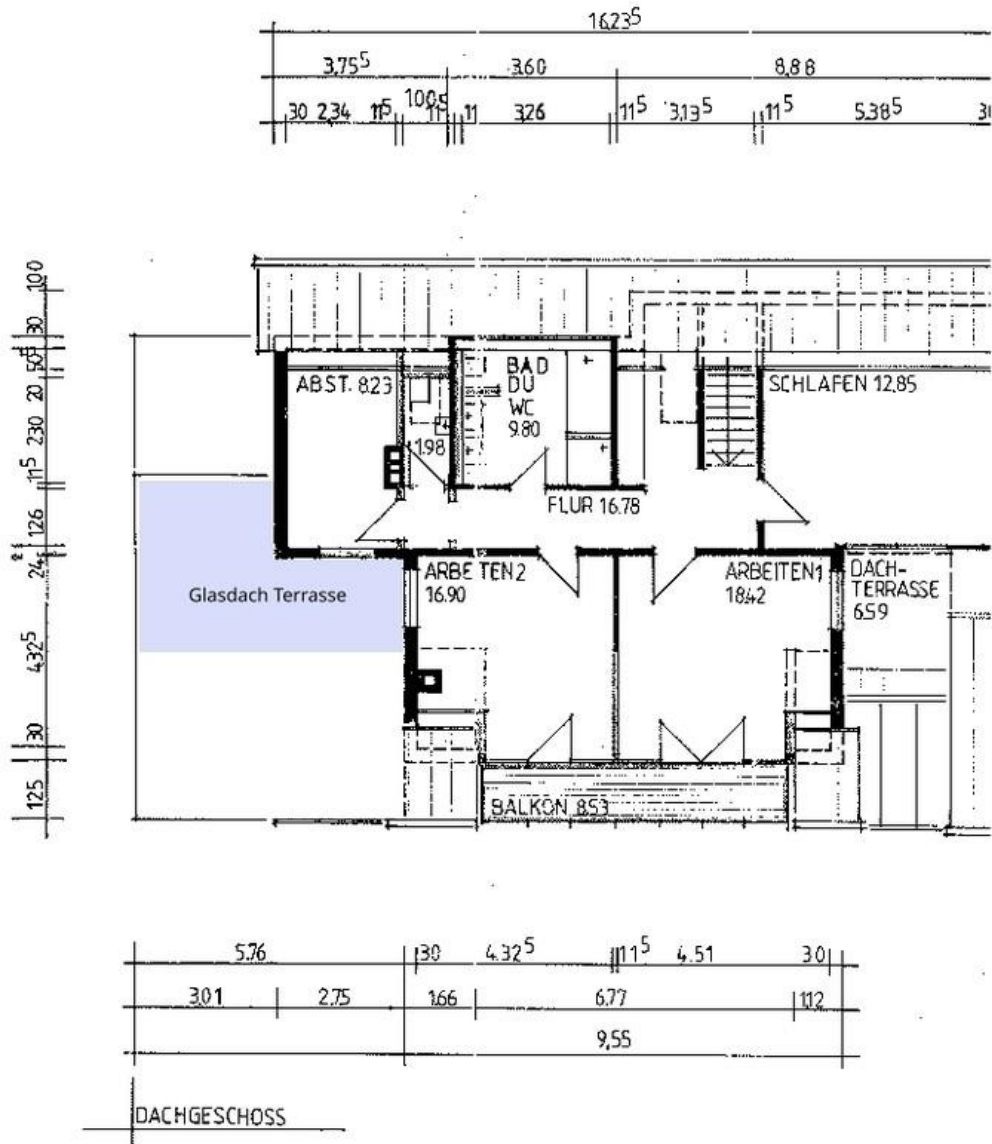 16,23⁵
3,75⁵ 3.60 8,88
30 2,34 11⁵ 100⁵ 11⁵ 11 3,26 11⁵ 3,13⁵ 11⁵ 5.38⁵
100
30
50⁵
20
230
115
126
24
4,32⁵
30
125
ABST. 8.23
1.98
BAD
DU
WC
9.80
SCHLAFEN 12,85
FLUR 16.78
Glasdach Terrasse
ARBEITEN 2
16.90
ARBEITEN 1
18.42
DACH-
TERRASSE
6.59
BALKON 8.53
5.76 30 4.32⁵ 11⁵ 4.51 30
3,01 2,75 1.66 6.77 1,12
9,55
DACHGESCHOSS